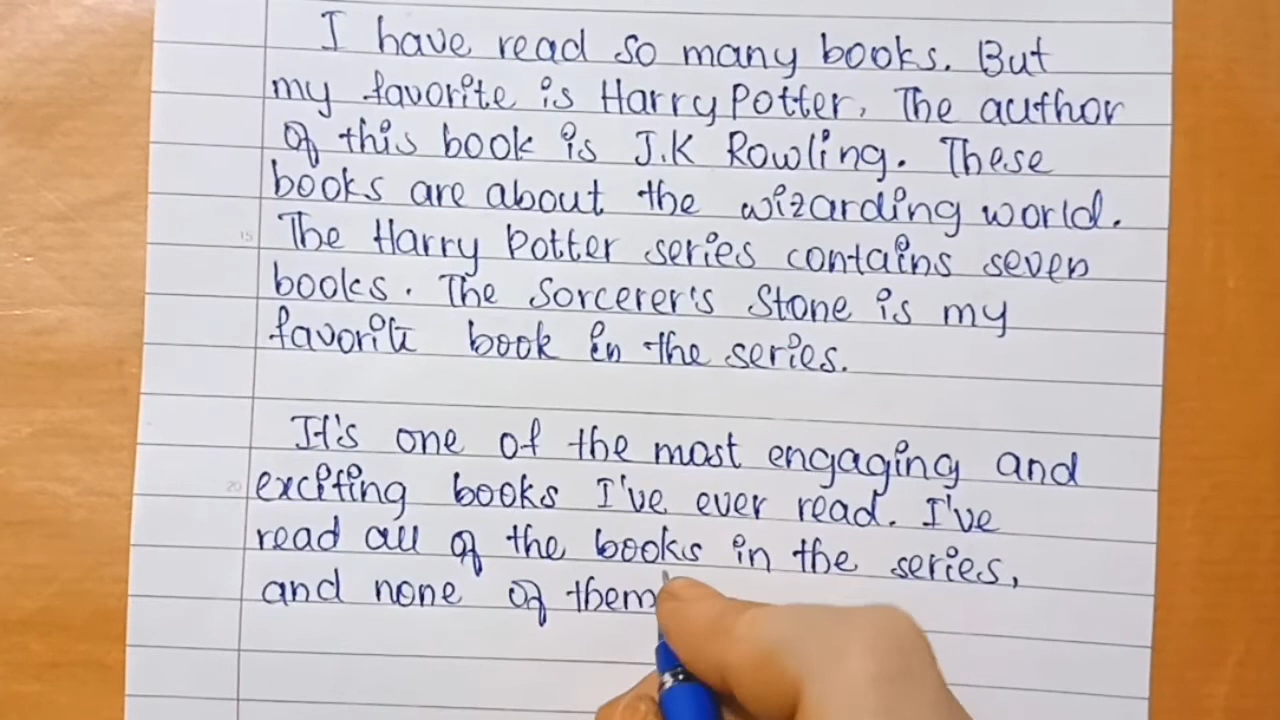 I have read so many books. But
my favorite is Harry Potter. The author
of this book is J.K Rowling. These
books are about the wizarding world.
15 The Harry Potter series contains seven
books. The Sorcerer's Stone is my
favorite book in the series.
It's one of the most engaging and
20 exciting books I've ever read. I've
read all of the books in the series,
and none of them